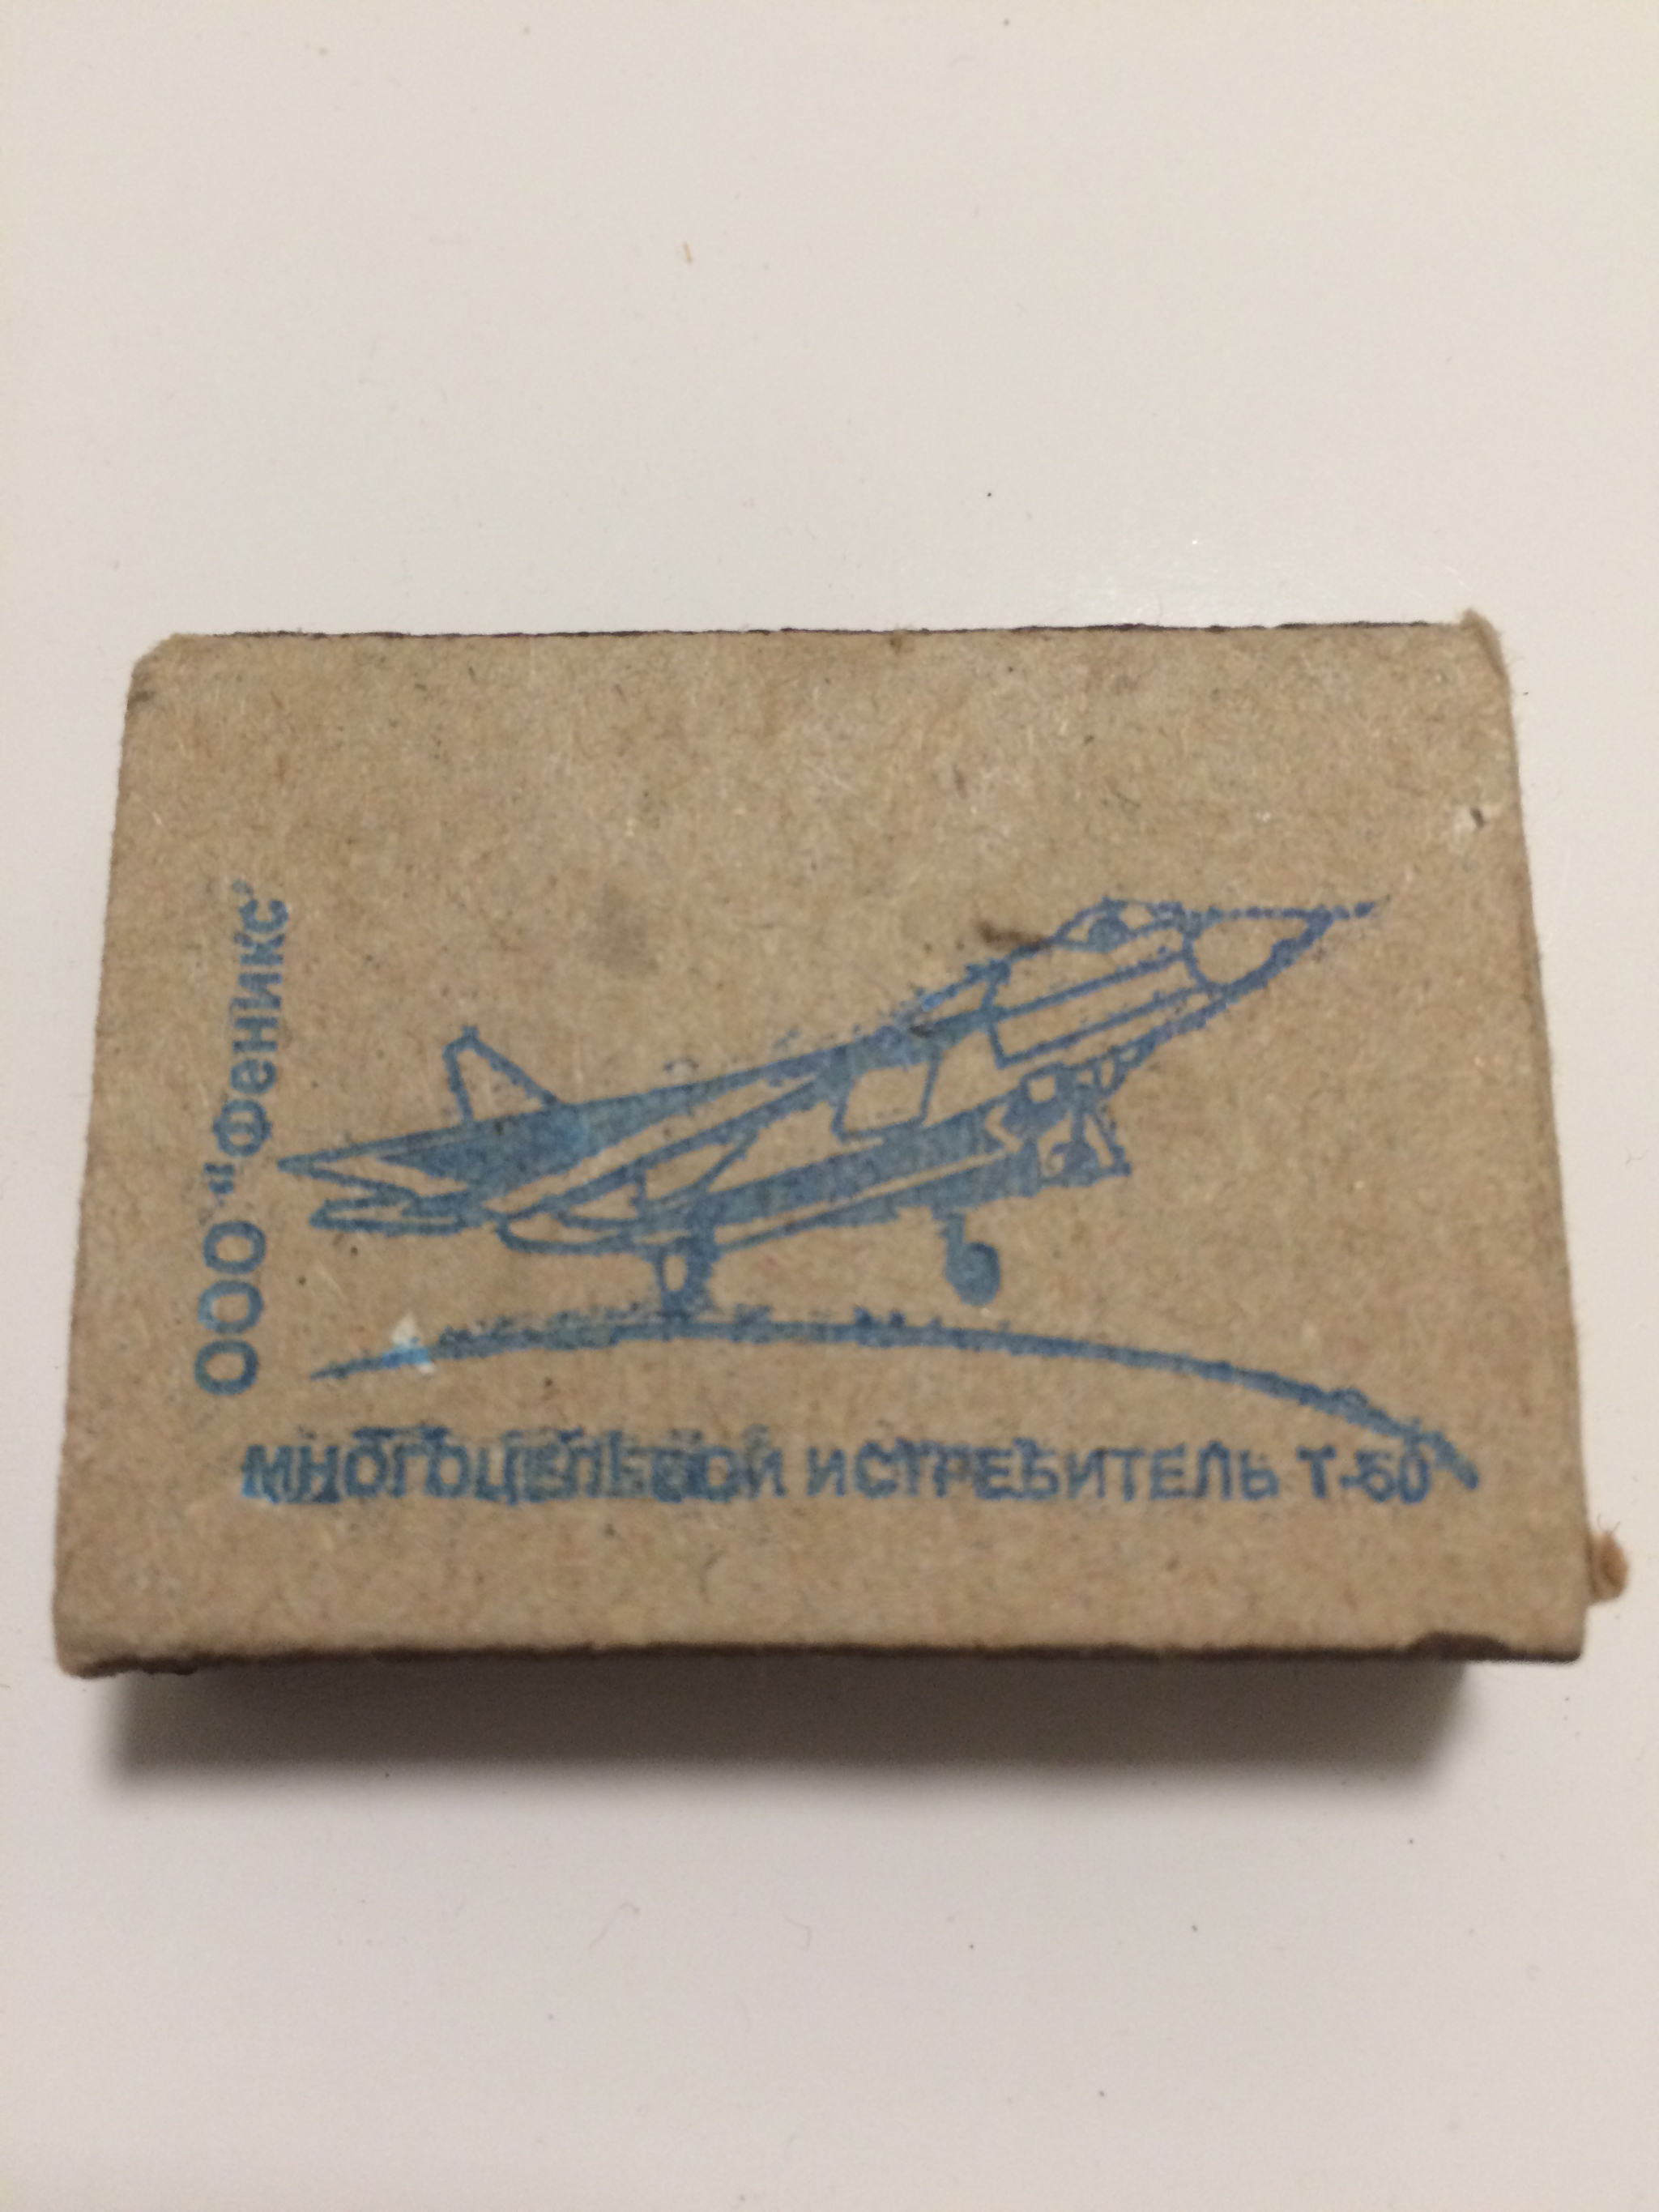 ООО "Феникс"
МНОГОЦЕЛЕВОЙ ИСТРЕБИТЕЛЬ Т-50